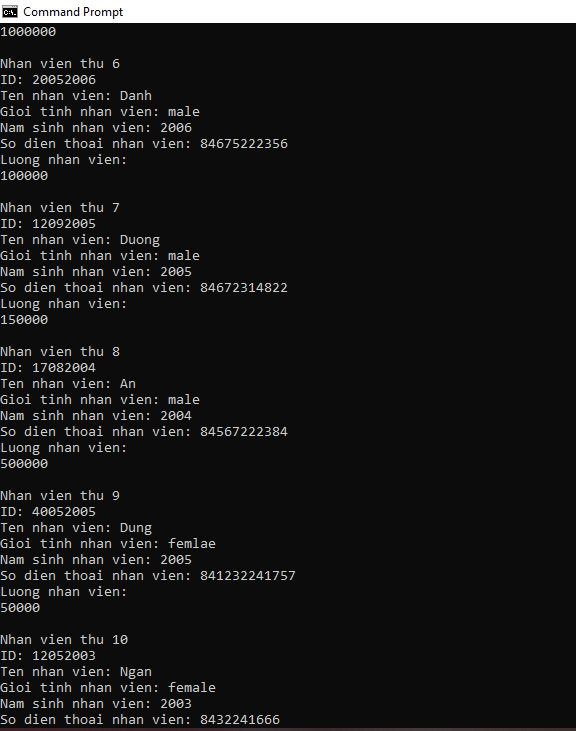 Command Prompt
1000000
Nhan vien thu 6
ID: 20052006
Ten nhan vien: Danh
Gioi tinh nhan vien: male
Nam sinh nhan vien: 2006
So dien thoai nhan vien: 84675222356
Luong nhan vien:
100000
Nhan vien thu 7
ID: 12092005
Ten nhan vien: Duong
Gioi tinh nhan vien: male
Nam sinh nhan vien: 2005
So dien thoai nhan vien: 84672314822
Luong nhan vien:
150000
Nhan vien thu 8
ID: 17082004
Ten nhan vien: An
Gioi tinh nhan vien: male
Nam sinh nhan vien: 2004
So dien thoai nhan vien: 84567222384
Luong nhan vien:
500000
Nhan vien thu 9
ID: 40052005
Ten nhan vien: Dung
Gioi tinh nhan vien: femlae
Nam sinh nhan vien: 2005
So dien thoai nhan vien: 841232241757
Luong nhan vien:
50000
Nhan vien thu 10
ID: 12052003
Ten nhan vien: Ngan
Gioi tinh nhan vien: female
Nam sinh nhan vien: 2003
So dien thoai nhan vien: 8432241666